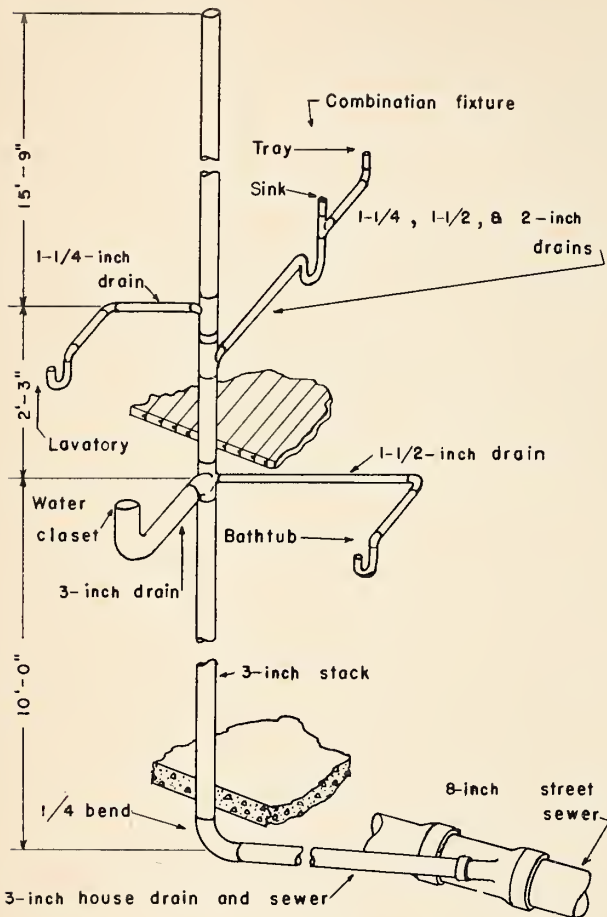 15'-9"
Combination fixture
Tray
Sink
1-1/4, 1-1/2, & 2-inch
drains
1-1/4-inch
drain
2'-3"
Lavatory
1-1/2-inch drain
Water
claset
Bathtub
3-inch drain
10'-0"
3-inch stack
8-inch street
sewer
1/4 bend
3-inch house drain and sewer